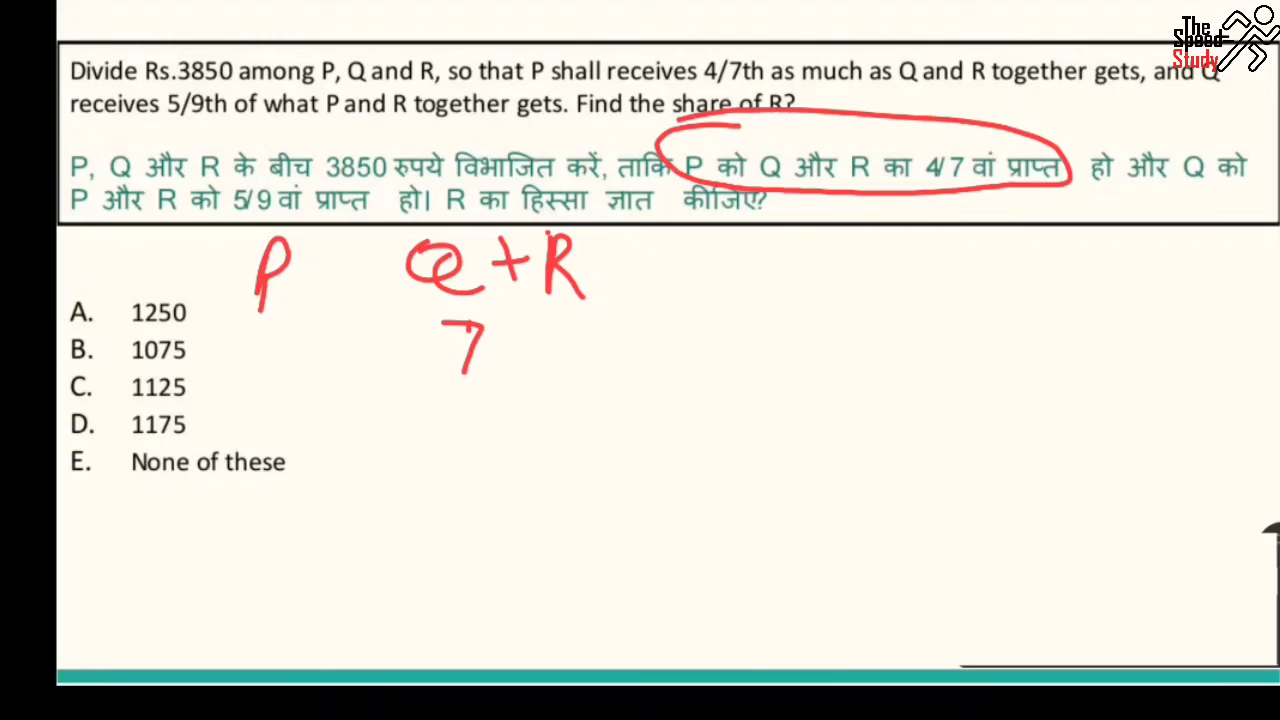 The
Speed
Study
Divide Rs.3850 among P, Q and R, so that P shall receives 4/7th as much as Q and R together gets, and Q
receives 5/9th of what P and R together gets. Find the share of R?
P, Q और R के बीच 3850 रुपये विभाजित करें, ताकि P को Q और R का 4/7 वां प्राप्त हो और Q को
P और R को 5/9 वां प्राप्त हो। R का हिस्सा ज्ञात कीजिए?
P Q + R
7
A. 1250
B. 1075
C. 1125
D. 1175
E. None of these